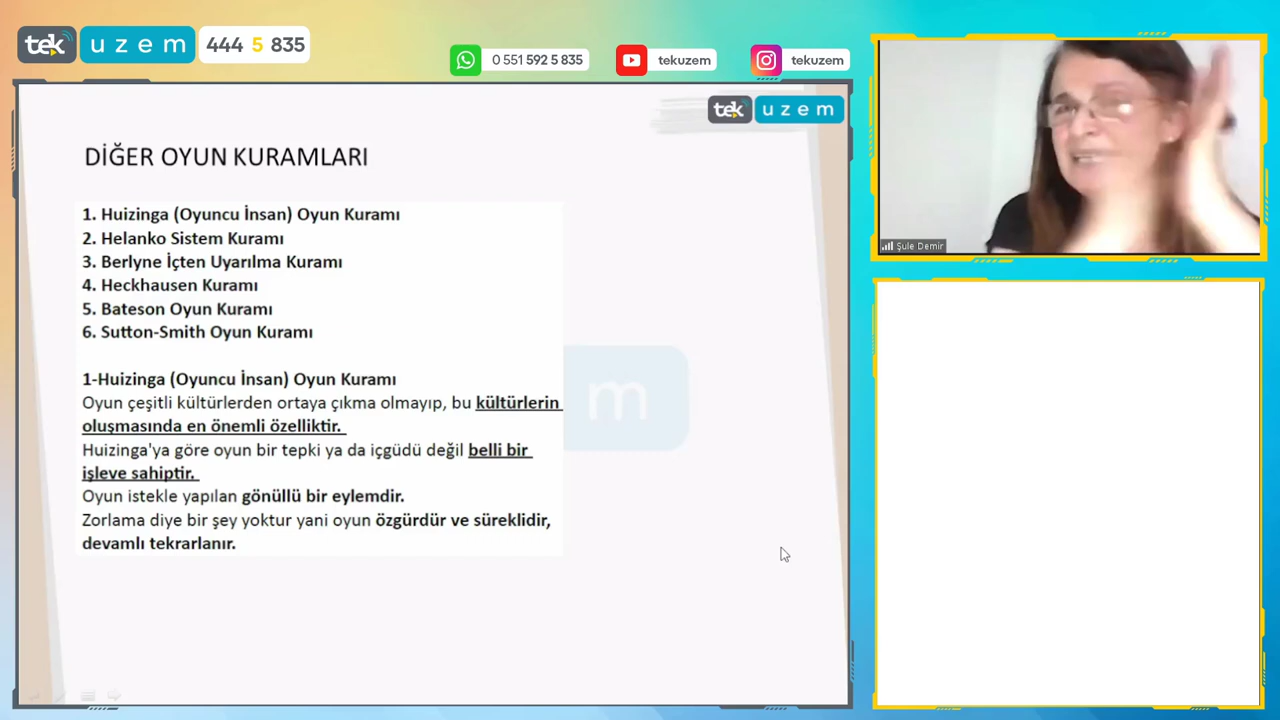 tek uzem 444 5 835
0 551 592 5 835
tekuzem
tekuzem
tek uzem
DİĞER OYUN KURAMLARI
1. Huizinga (Oyuncu İnsan) Oyun Kuramı
2. Helanko Sistem Kuramı
3. Berlyne İçten Uyarılma Kuramı
4. Heckhausen Kuramı
5. Bateson Oyun Kuramı
6. Sutton-Smith Oyun Kuramı
1-Huizinga (Oyuncu İnsan) Oyun Kuramı
Oyun çeşitli kültürlerden ortaya çıkma olmayıp, bu kültürlerin
oluşmasında en önemli özelliktir.
Huizinga'ya göre oyun bir tepki ya da içgüdü değil belli bir
işleve sahiptir.
Oyun istekle yapılan gönüllü bir eylemdir.
Zorlama diye bir şey yoktur yani oyun özgürdür ve süreklidir,
devamlı tekrarlanır.
m
Şule Demir